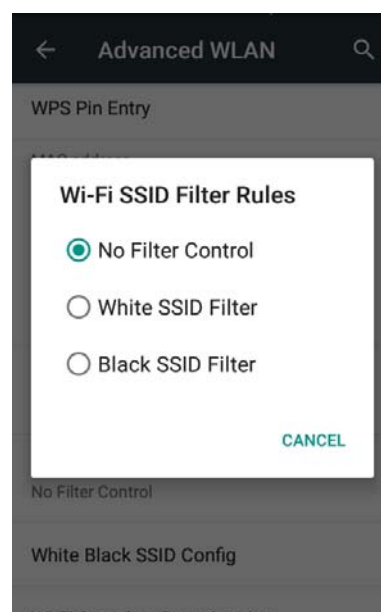 Advanced WLAN
WPS Pin Entry
Wi-Fi SSID Filter Rules
No Filter Control
White SSID Filter
Black SSID Filter
CANCEL
No Filter Control
White Black SSID Config